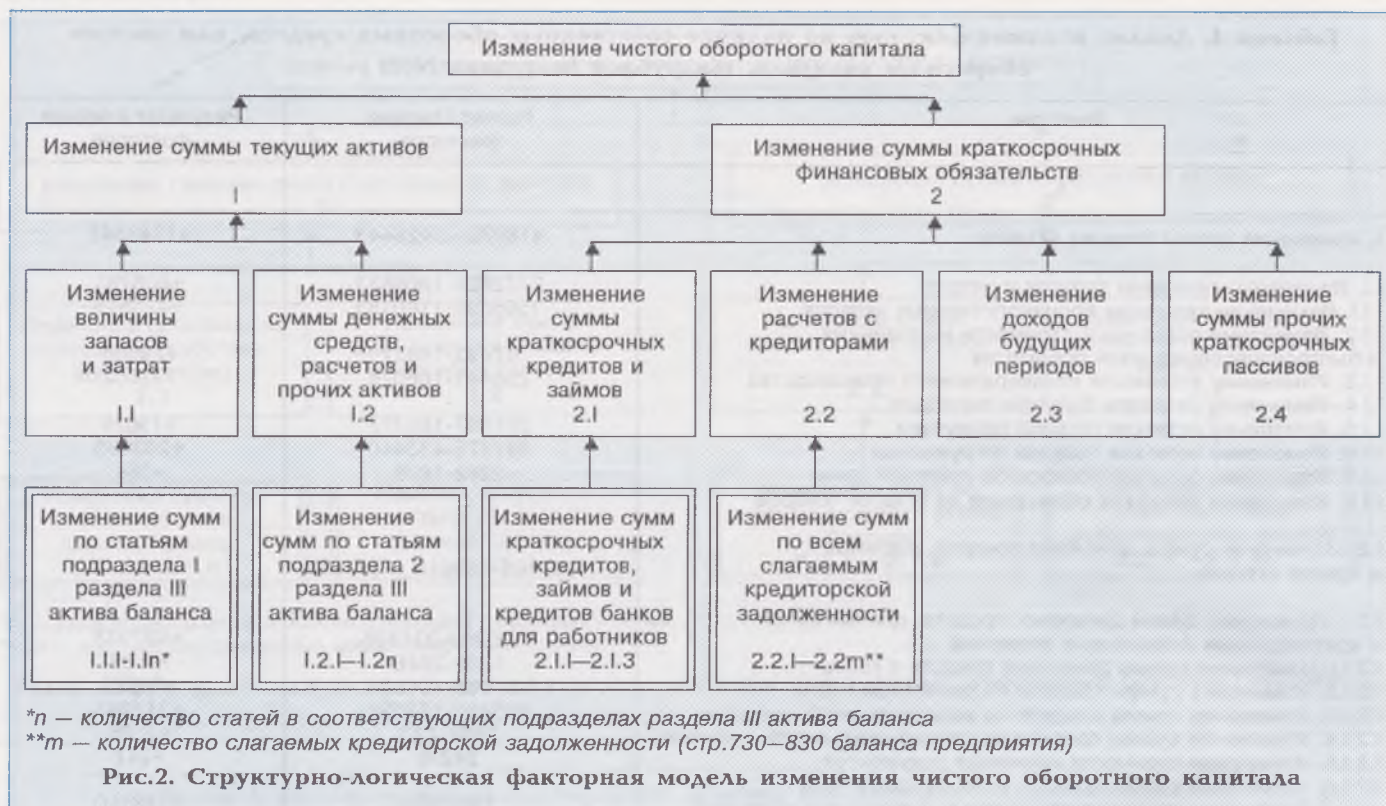 Изменение чистого оборотного капитала
Изменение суммы текущих активов
1
Изменение суммы краткосрочных
финансовых обязательств
2
Изменение
величины
запасов
и затрат
1.1
Изменение
суммы денежных
средств,
расчетов и
прочих активов
1.2
Изменение
суммы
краткосрочных
кредитов и
займов
2.1
Изменение
расчетов с
кредиторами
2.2
Изменение
доходов
будущих
периодов
2.3
Изменение
суммы прочих
краткосрочных
пассивов
2.4
Изменение сумм
по статьям
подраздела 1
раздела III
актива баланса
1.1.1-1.1n*
Изменение
сумм по статьям
подраздела 2
раздела III
актива баланса
1.2.1—1.2n
Изменение сумм
краткосрочных
кредитов,
займов и
кредитов банков
для работников
2.1.1—2.1.3
Изменение сумм
по всем
слагаемым
кредиторской
задолженности
2.2.1—2.2m**
*n — количество статей в соответствующих подразделах раздела III актива баланса
**m — количество слагаемых кредиторской задолженности (стр.730—830 баланса предприятия)
Рис.2. Структурно-логическая факторная модель изменения чистого оборотного капитала